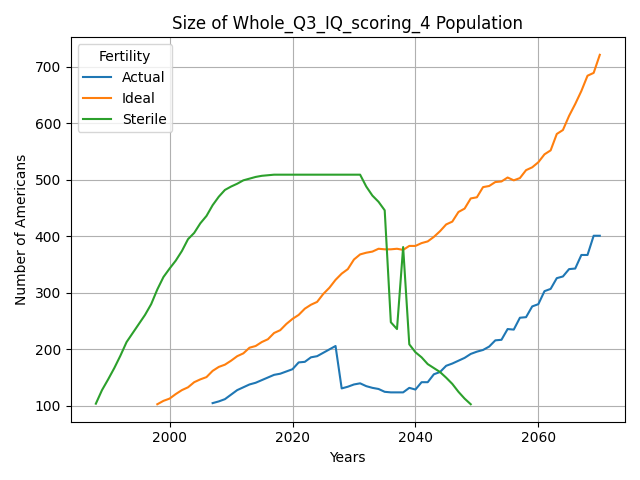 Size of Whole_Q3_IQ_scoring_4 Population
Number of Americans
700
600
500
400
300
200
100
Fertility
Actual
Ideal
Sterile
2000 2020 2040 2060
Years